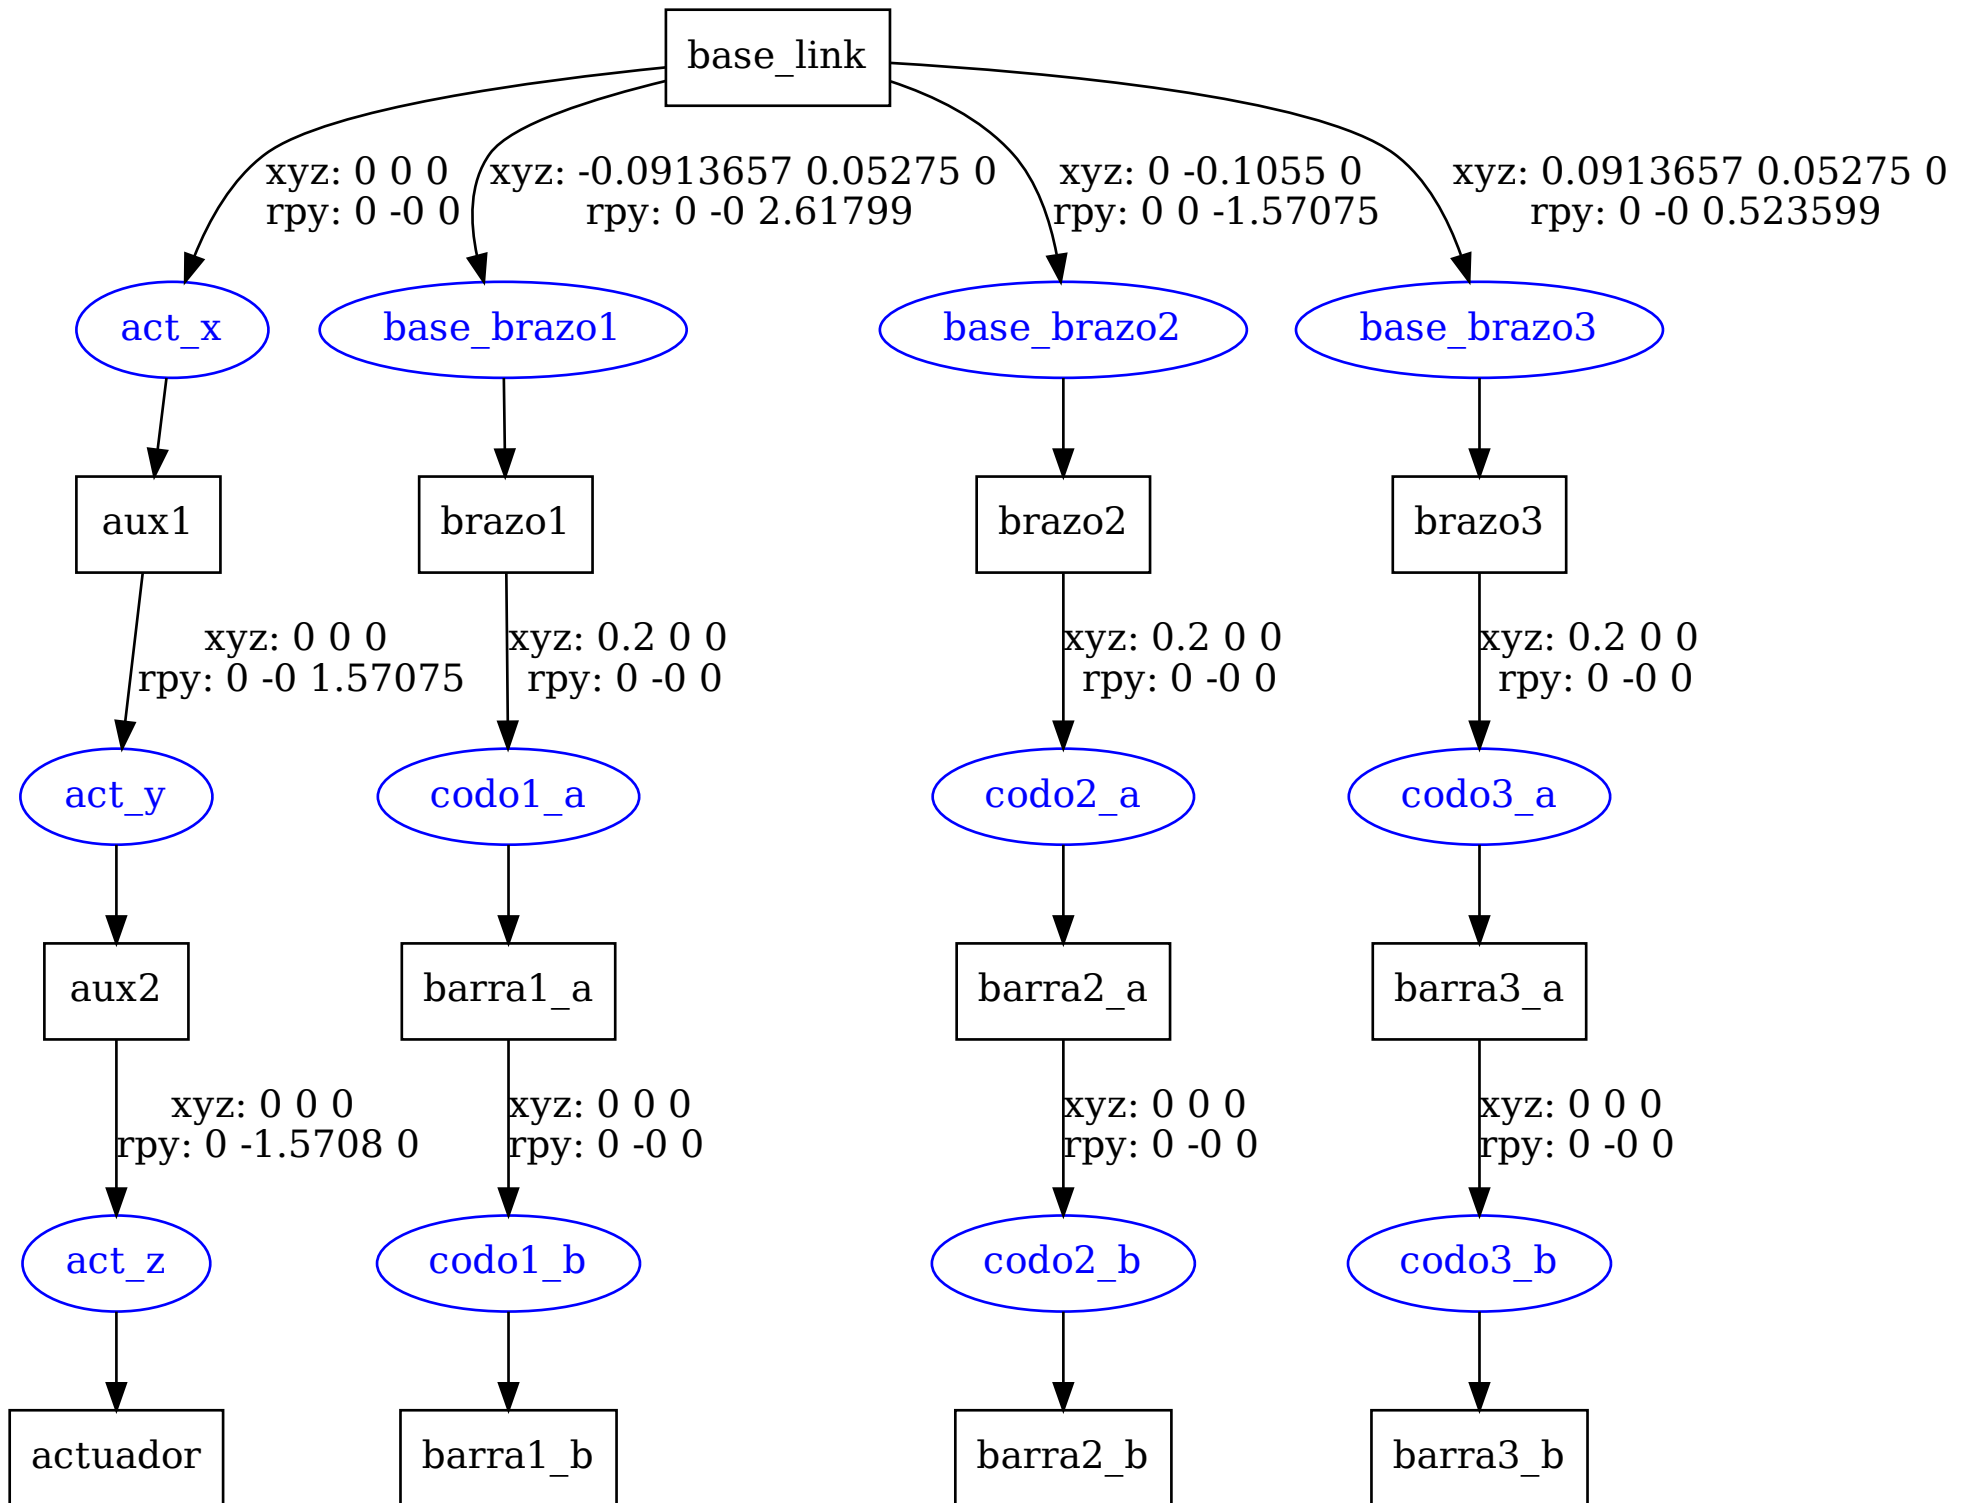 base_link
xyz: 0 0 0
rpy: 0 -0 0
xyz: -0.0913657 0.05275 0
rpy: 0 -0 2.61799
xyz: 0 -0.1055 0
rpy: 0 0 -1.57075
xyz: 0.0913657 0.05275 0
rpy: 0 -0 0.523599
act_x
base_brazo1
base_brazo2
base_brazo3
aux1
brazo1
brazo2
brazo3
xyz: 0 0 0
rpy: 0 -0 1.57075
xyz: 0.2 0 0
rpy: 0 -0 0
xyz: 0.2 0 0
rpy: 0 -0 0
xyz: 0.2 0 0
rpy: 0 -0 0
act_y
codo1_a
codo2_a
codo3_a
aux2
barra1_a
barra2_a
barra3_a
xyz: 0 0 0
rpy: 0 -1.5708 0
xyz: 0 0 0
rpy: 0 -0 0
xyz: 0 0 0
rpy: 0 -0 0
xyz: 0 0 0
rpy: 0 -0 0
act_z
codo1_b
codo2_b
codo3_b
actuador
barra1_b
barra2_b
barra3_b